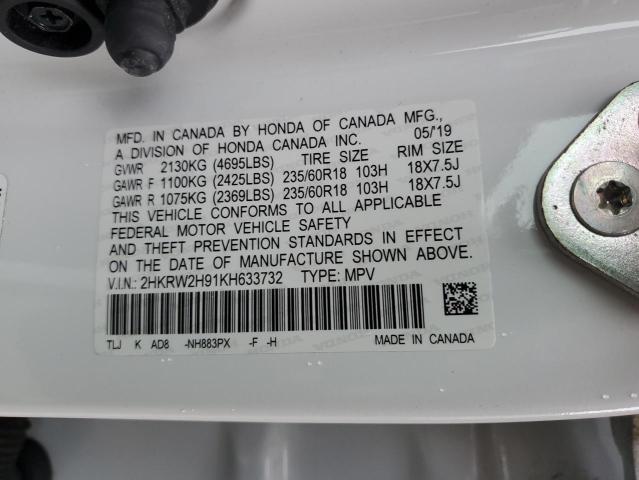 MFD. IN CANADA BY HONDA OF CANADA MFG.,
A DIVISION OF HONDA CANADA INC. 05/'19
GVWR 2130KG (4695LBS) TIRE SIZE RIM SIZE
GAWR F 1100KG (2425LBS) 235/60R18 103H 18X7.5J
GAWR R 1075KG (2369LBS) 235/60R18 103H 18X7.5J
THIS VEHICLE CONFORMS TO ALL APPLICABLE
FEDERAL MOTOR VEHICLE SAFETY
AND THEFT PREVENTION STANDARDS IN EFFECT
ON THE DATE OF MANUFACTURE SHOWN ABOVE.
V.I.N.: 2HKRW2H91KH633732 TYPE: MPV
TLJ K AD8 -NH883PX -F -H MADE IN CANADA